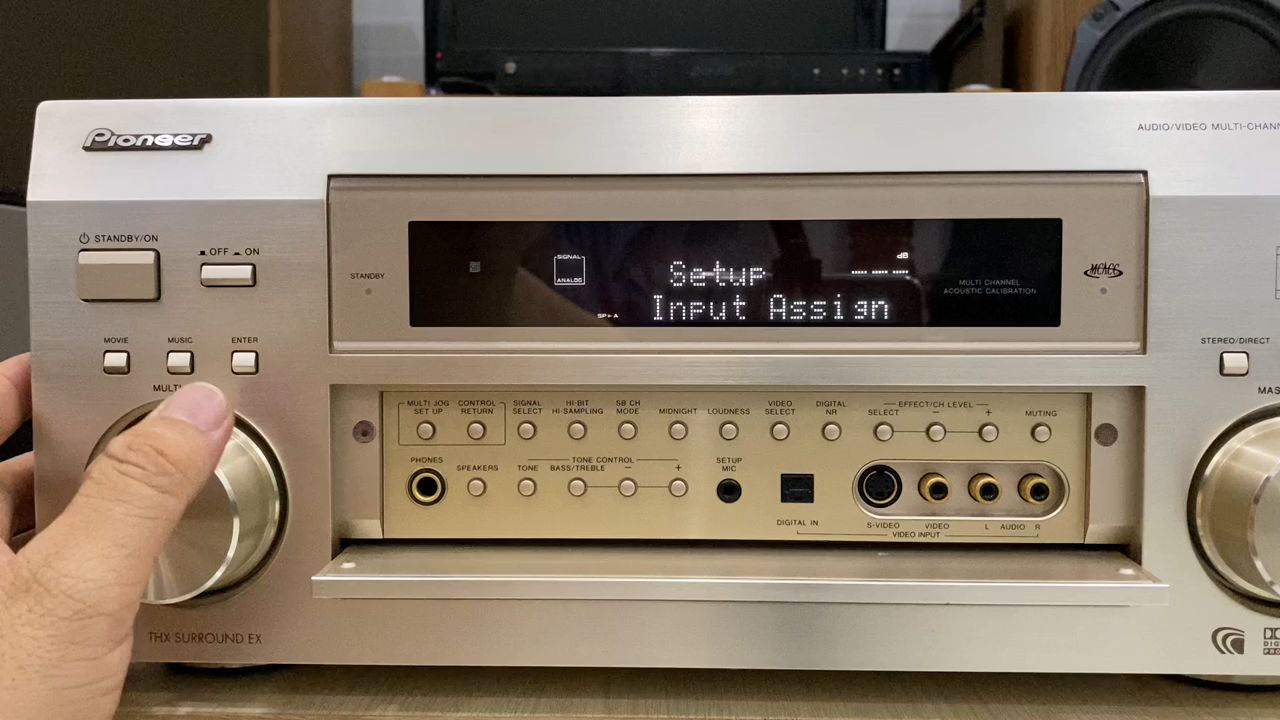 Pioneer
AUDIO/VIDEO MULTI-CHANN
STANDBY/ON
OFF ON
STANDBY
SIGNAL
ANALOG
dB
Setup
SP►A
Input Assign
MULTI CHANNEL
ACOUSTIC CALIBRATION
MCACC
MOVIE MUSIC ENTER
MULTI
STEREO/DIRECT
MAS
MULTI JOG SET UP
CONTROL RETURN
SIGNAL SELECT
HI-BIT HI-SAMPLING
SB CH MODE
MIDNIGHT
LOUDNESS
VIDEO SELECT
DIGITAL NR
EFFECT/CH LEVEL
SELECT − +
MUTING
PHONES
SPEAKERS
TONE CONTROL
TONE BASS/TREBLE − +
SETUP MIC
DIGITAL IN
S-VIDEO VIDEO L AUDIO R
VIDEO INPUT
THX SURROUND EX